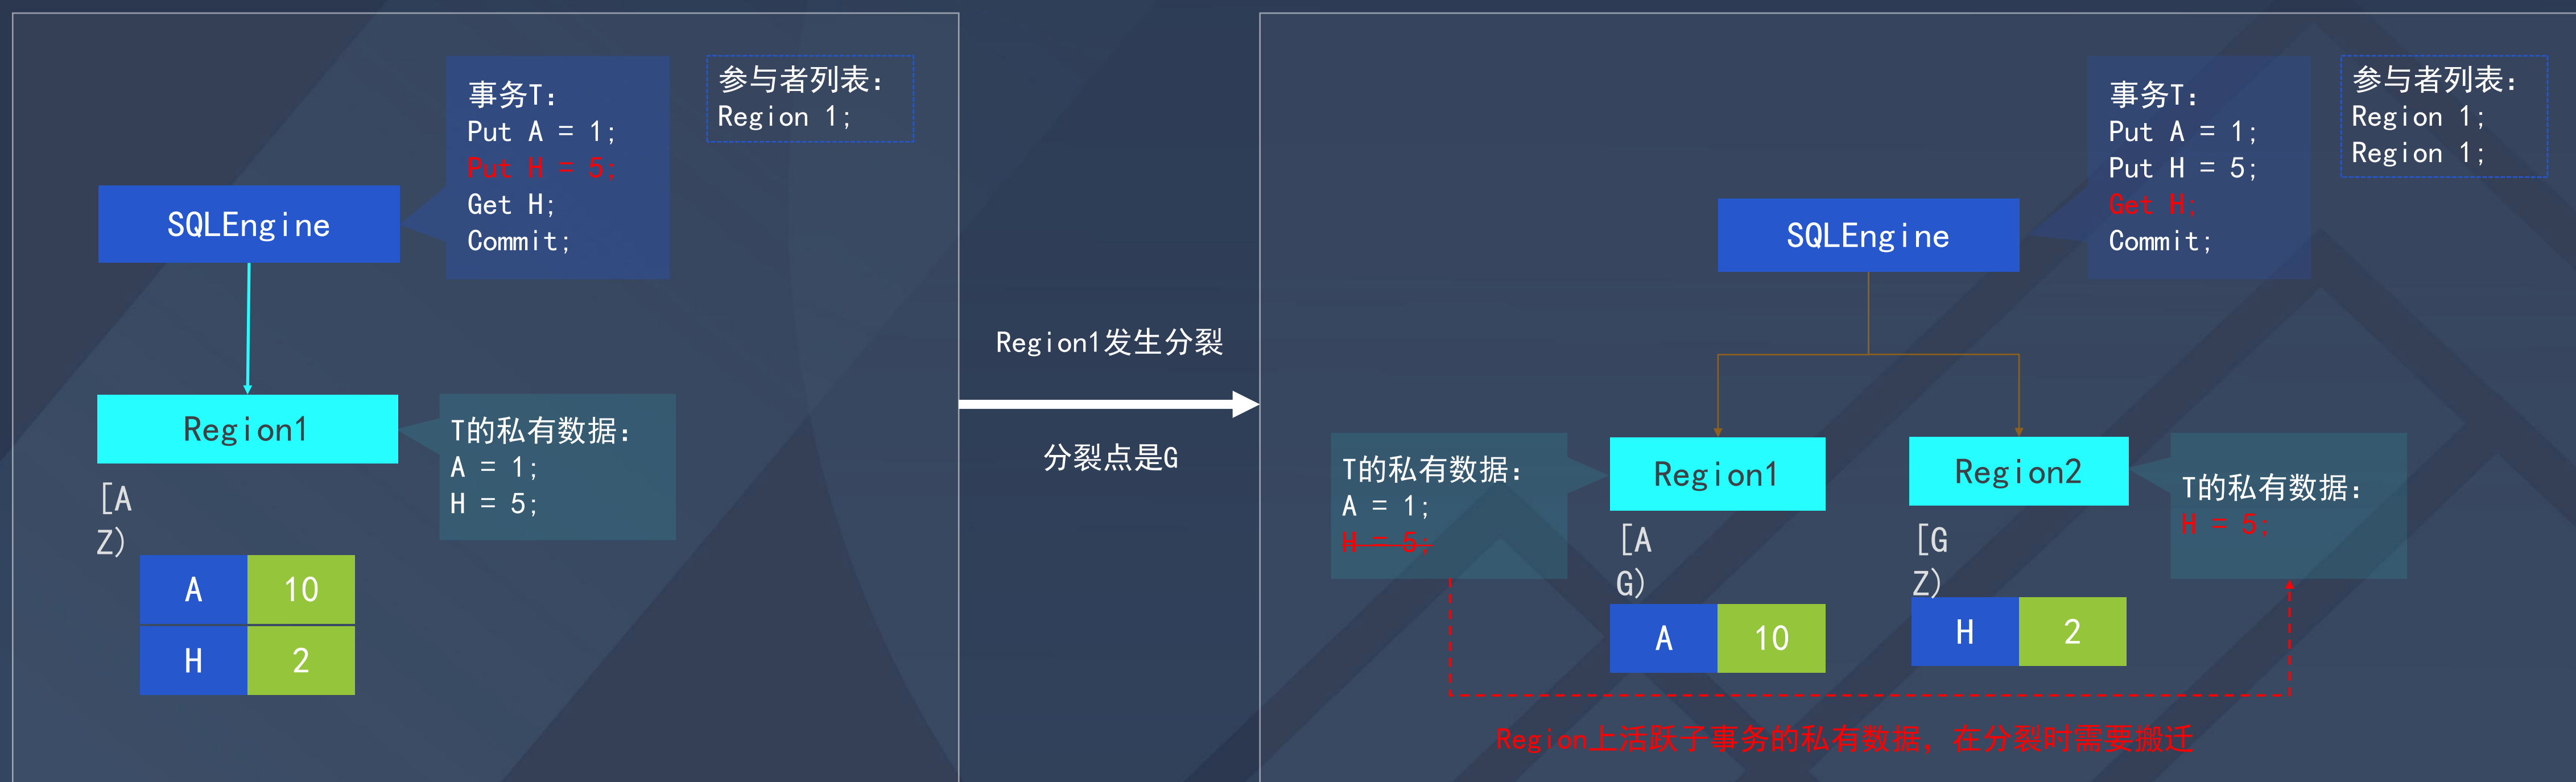 事务T:
Put A = 1;
Put H = 5;
Get H;
Commit;
参与者列表:
Region 1;
SQLEngine
Region1
T的私有数据:
A = 1;
H = 5;
[A
Z)
A 10
H 2
Region1发生分裂
分裂点是G
事务T:
Put A = 1;
Put H = 5;
Get H;
Commit;
参与者列表:
Region 1;
Region 1;
SQLEngine
T的私有数据:
A = 1;
H = 5;
Region1
[A
G)
A 10
Region2
[G
Z)
H 2
T的私有数据:
H = 5;
Region上活跃子事务的私有数据，在分裂时需要搬迁